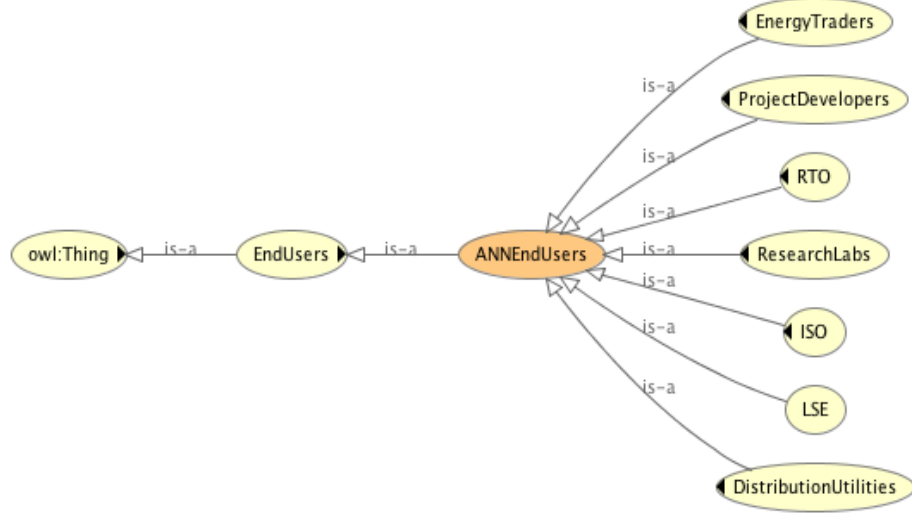 EnergyTraders
is-a
ProjectDevelopers
is-a
RTO
is-a
owl:Thing
is-a
EndUsers
is-a
ANNEndUsers
is-a
ResearchLabs
is-a
ISO
is-a
LSE
is-a
DistributionUtilities